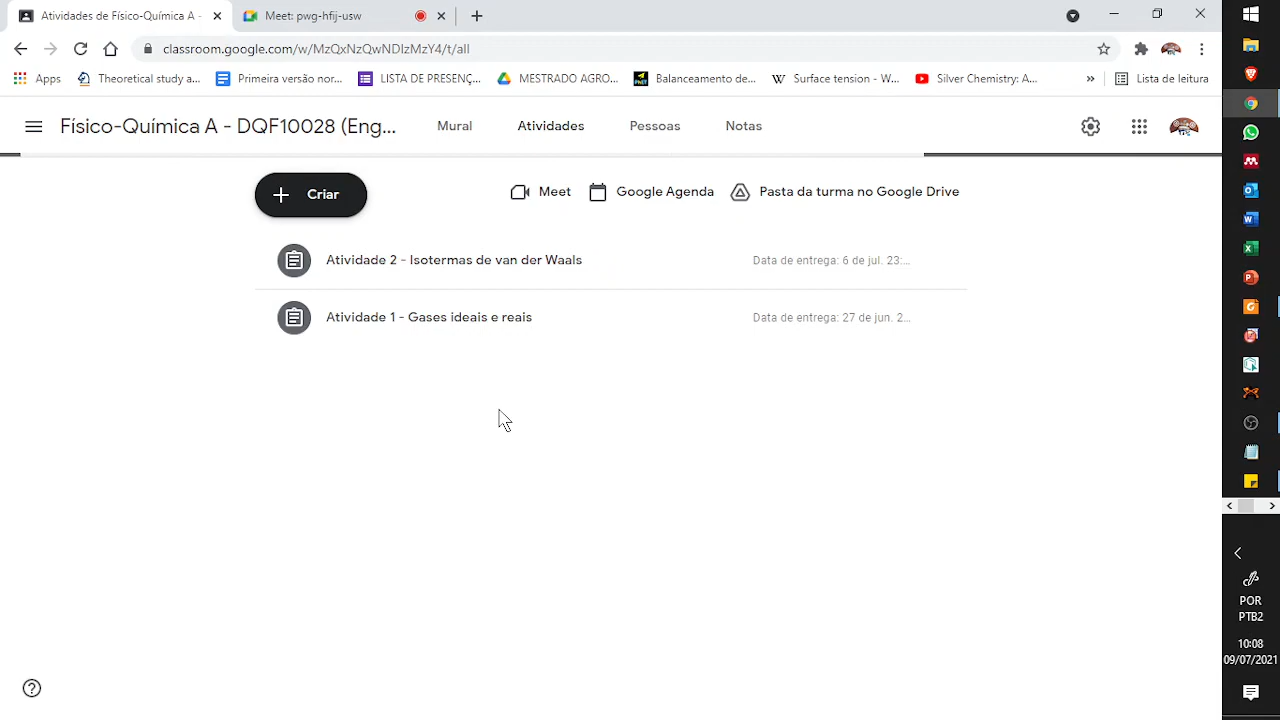 Atividades de Físico-Química A -
Meet: pwg-hfij-usw
classroom.google.com/w/MzQxNzQwNDIzMzY4/t/all
Apps
Theoretical study a...
Primeira versão nor...
LISTA DE PRESENÇ...
MESTRADO AGRO...
Balanceamento de...
Surface tension - W...
Silver Chemistry: A...
»
Lista de leitura
Físico-Química A - DQF10028 (Eng...
Mural
Atividades
Pessoas
Notas
Criar
Meet
Google Agenda
Pasta da turma no Google Drive
Atividade 2 - Isotermas de van der Waals
Data de entrega: 6 de jul. 23:...
Atividade 1 - Gases ideais e reais
Data de entrega: 27 de jun. 2...
POR
PTB2
10:08
09/07/2021